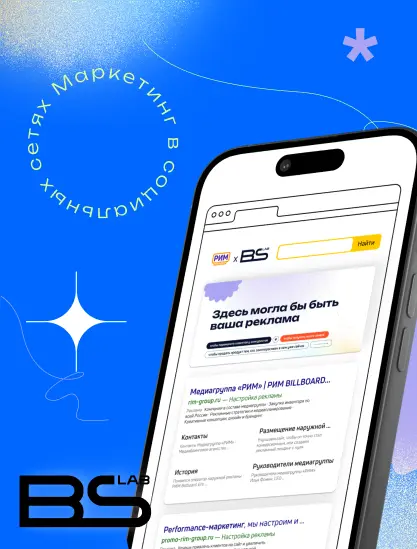 Маркетинг в социальных сетях
РИМ x BS LAB
Найти
Здесь могла бы быть
ваша реклама
Медиагруппа «РИМ» | РИМ BILLBOARD...
rim-group.ru — Настройка рекламы
Контакты
Размещение наружной ...
История
Руководители медиагруппы
BS LAB
Performance-маркетинг, мы настроим и ...
promo-rim-group.ru — Настройка рекламы